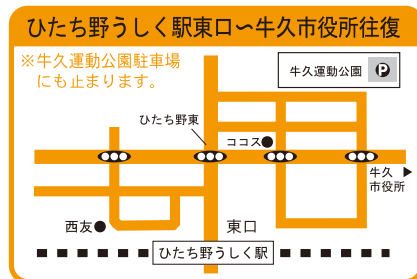 ひたち野うしく駅東口〜牛久市役所往復
※牛久運動公園駐車場
にも止まります。
牛久運動公園 P
ひたち野東
ココス
牛久
市役所
西友
東口
ひたち野うしく駅